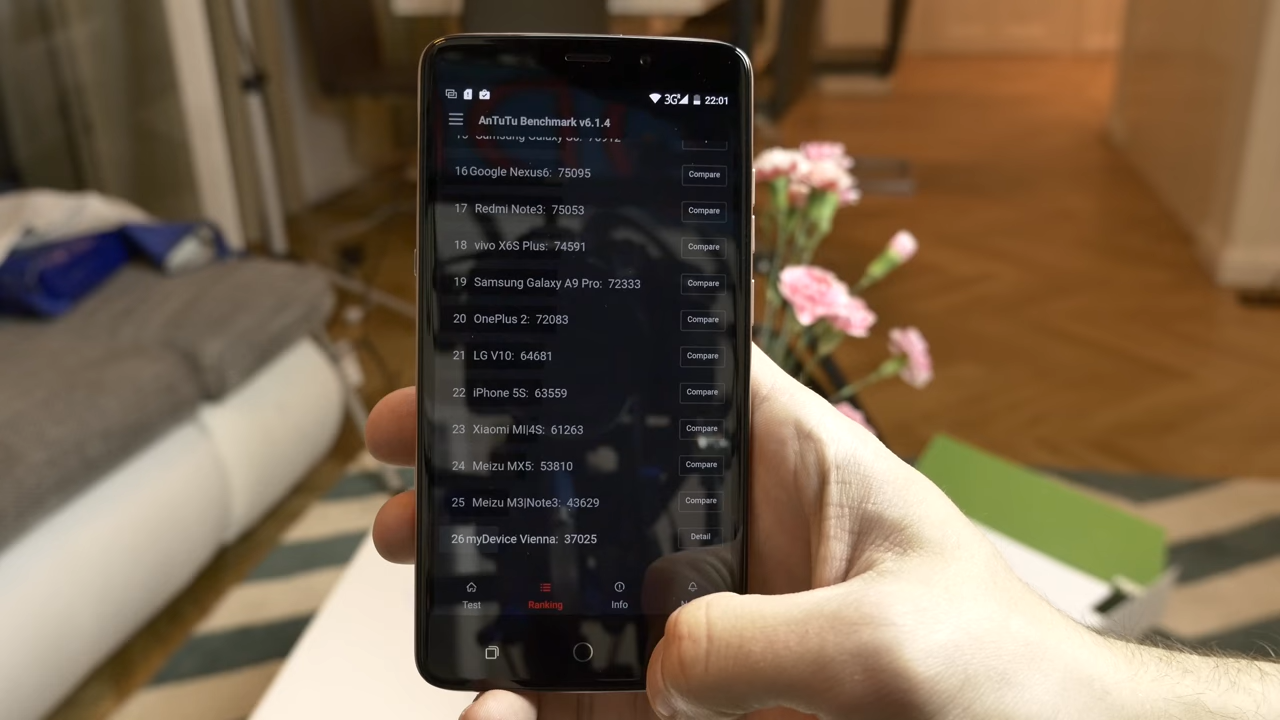 3G 22:01
AnTuTu Benchmark v6.1.4
16 Google Nexus6: 75095 Compare
17 Redmi Note3: 75053 Compare
18 vivo X6S Plus: 74591 Compare
19 Samsung Galaxy A9 Pro: 72333 Compare
20 OnePlus 2: 72083 Compare
21 LG V10: 64681 Compare
22 iPhone 5S: 63559 Compare
23 Xiaomi MI|4S: 61263 Compare
24 Meizu MX5: 53810 Compare
25 Meizu M3|Note3: 43629 Compare
26 myDevice Vienna: 37025 Detail
Test Ranking Info